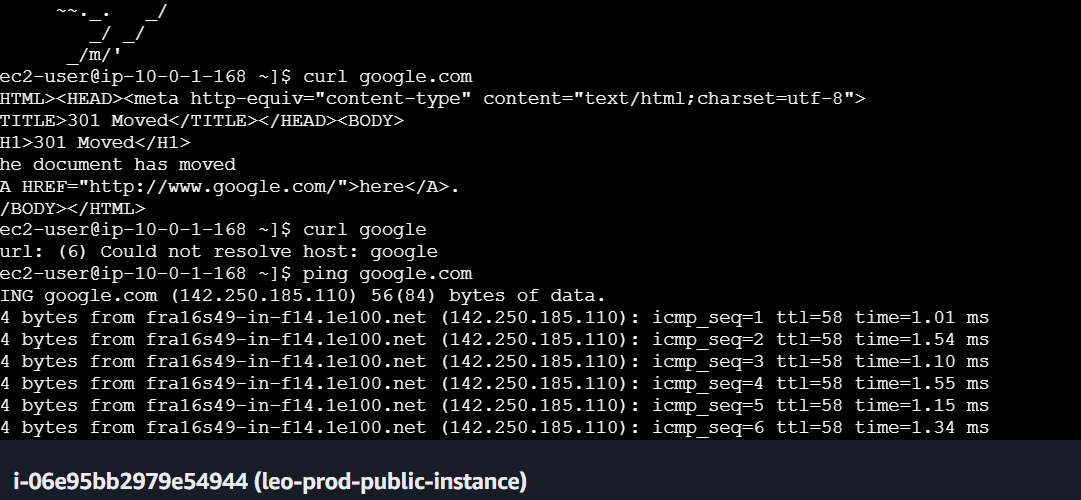 ~~._.   _/
_/ _/
_/m/'
ec2-user@ip-10-0-1-168 ~]$ curl google.com
HTML><HEAD><meta http-equiv="content-type" content="text/html;charset=utf-8">
TITLE>301 Moved</TITLE></HEAD><BODY>
H1>301 Moved</H1>
he document has moved
A HREF="http://www.google.com/">here</A>.
/BODY></HTML>
ec2-user@ip-10-0-1-168 ~]$ curl google
url: (6) Could not resolve host: google
ec2-user@ip-10-0-1-168 ~]$ ping google.com
ING google.com (142.250.185.110) 56(84) bytes of data.
4 bytes from fra16s49-in-f14.1e100.net (142.250.185.110): icmp_seq=1 ttl=58 time=1.01 ms
4 bytes from fra16s49-in-f14.1e100.net (142.250.185.110): icmp_seq=2 ttl=58 time=1.54 ms
4 bytes from fra16s49-in-f14.1e100.net (142.250.185.110): icmp_seq=3 ttl=58 time=1.10 ms
4 bytes from fra16s49-in-f14.1e100.net (142.250.185.110): icmp_seq=4 ttl=58 time=1.55 ms
4 bytes from fra16s49-in-f14.1e100.net (142.250.185.110): icmp_seq=5 ttl=58 time=1.15 ms
4 bytes from fra16s49-in-f14.1e100.net (142.250.185.110): icmp_seq=6 ttl=58 time=1.34 ms
i-06e95bb2979e54944 (leo-prod-public-instance)